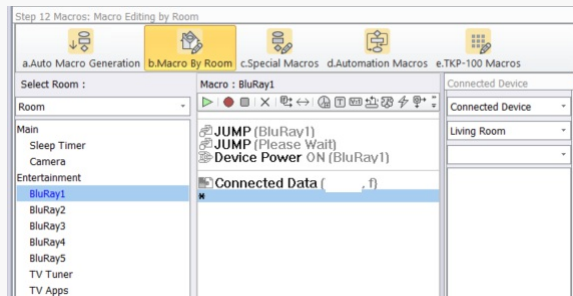 Step 12 Macros: Macro Editing by Room
a.Auto Macro Generation b.Macro By Room c.Special Macros d.Automation Macros e.TKP-100 Macros
Select Room :
Room
Main
Sleep Timer
Camera
Entertainment
BluRay1
BluRay2
BluRay3
BluRay4
BluRay5
TV Tuner
TV Apps
Macro : BluRay1
JUMP (BluRay1)
JUMP (Please Wait)
Device Power ON (BluRay1)
Connected Data ( , f)
Connected Device
Connected Device
Living Room